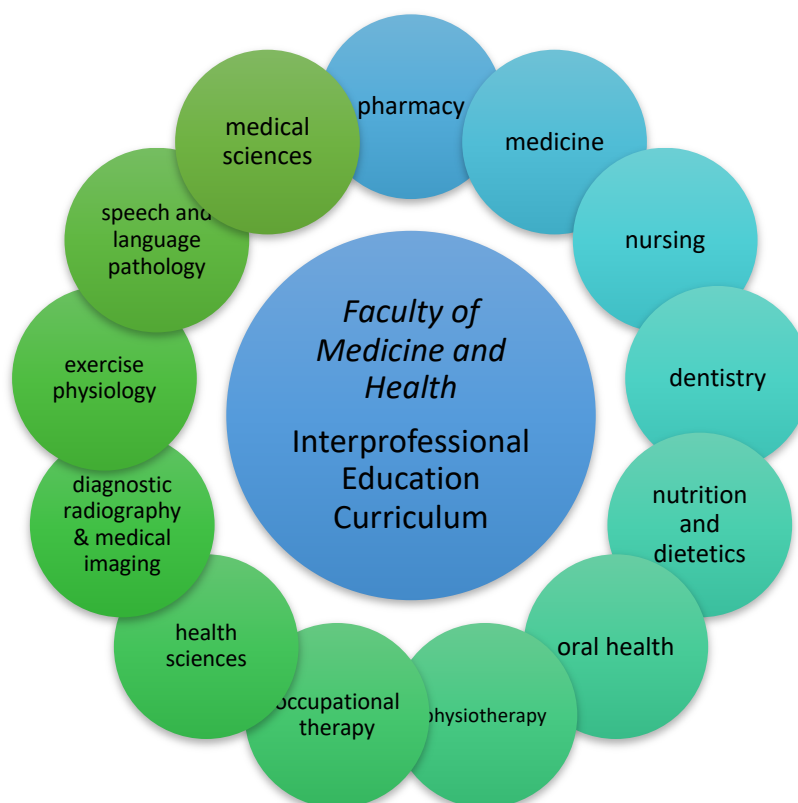 pharmacy
medicine
nursing
dentistry
nutrition
and
dietetics
oral health
physiotherapy
occupational
therapy
health
sciences
diagnostic
radiography
& medical
imaging
exercise
physiology
speech and
language
pathology
medical
sciences
Faculty of
Medicine and
Health
Interprofessional
Education
Curriculum